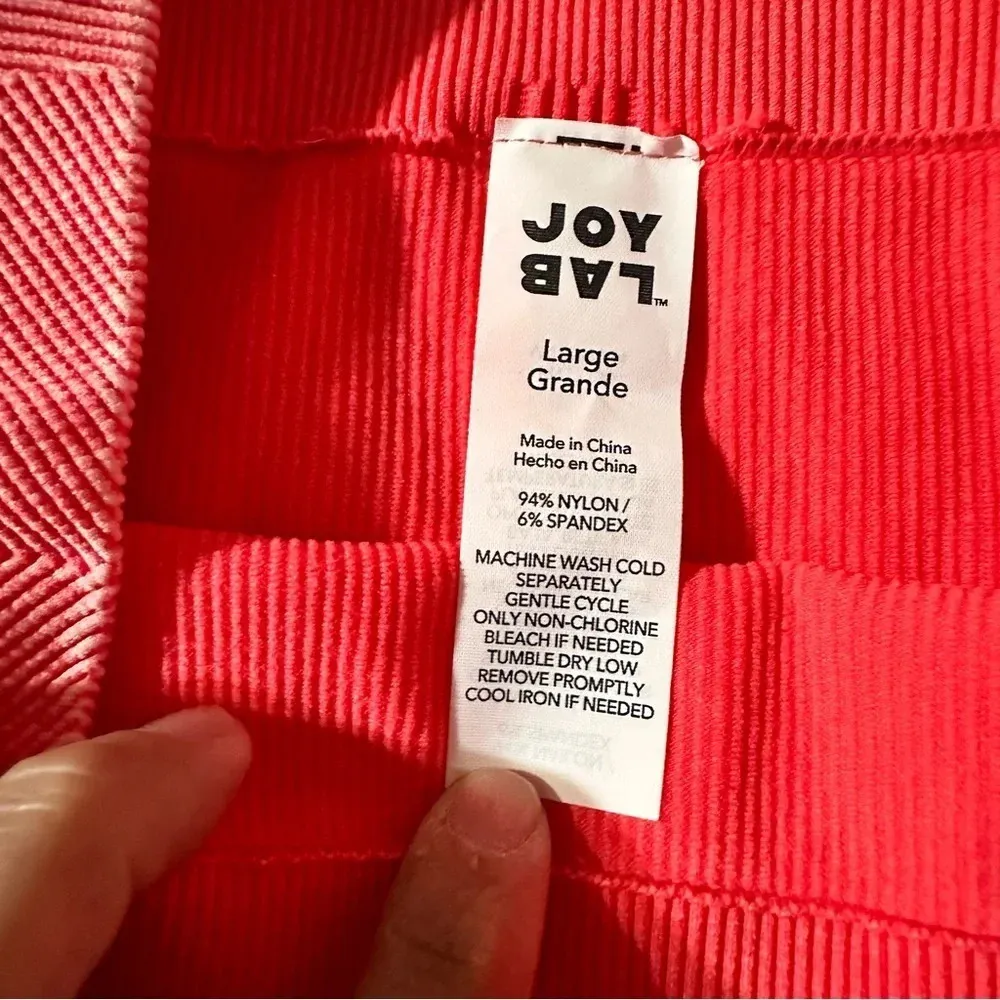 JOY
LAB™
Large
Grande
Made in China
Hecho en China
94% NYLON /
6% SPANDEX
MACHINE WASH COLD
SEPARATELY
GENTLE CYCLE
ONLY NON-CHLORINE
BLEACH IF NEEDED
TUMBLE DRY LOW
REMOVE PROMPTLY
COOL IRON IF NEEDED